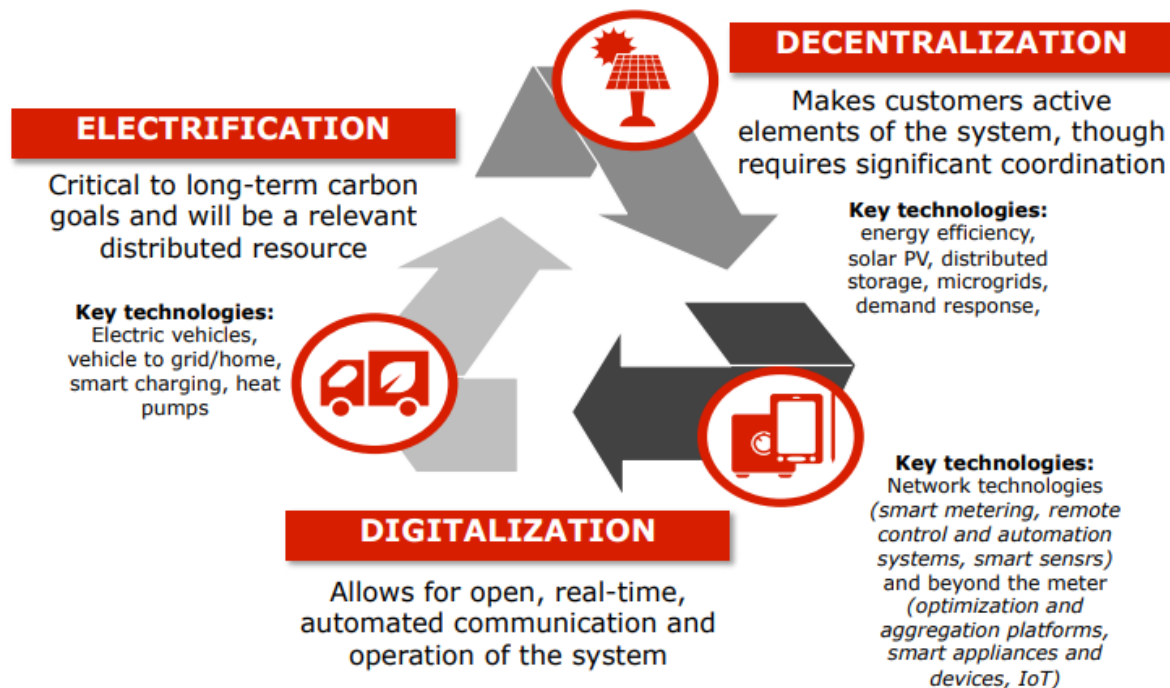 ELECTRIFICATION
Critical to long-term carbon
goals and will be a relevant
distributed resource
Key technologies:
Electric vehicles,
vehicle to grid/home,
smart charging, heat
pumps
DECENTRALIZATION
Makes customers active
elements of the system, though
requires significant coordination
Key technologies:
energy efficiency,
solar PV, distributed
storage, microgrids,
demand response,
DIGITALIZATION
Allows for open, real-time,
automated communication and
operation of the system
Key technologies:
Network technologies
(smart metering, remote
control and automation
systems, smart sensrs)
and beyond the meter
(optimization and
aggregation platforms,
smart appliances and
devices, IoT)